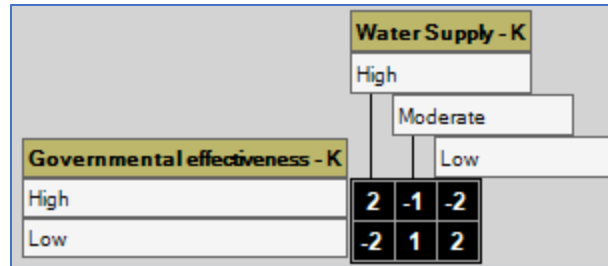 Water Supply - K
High
Moderate
Governmental effectiveness - K
Low
High
2 -1 -2
Low
-2 1 2